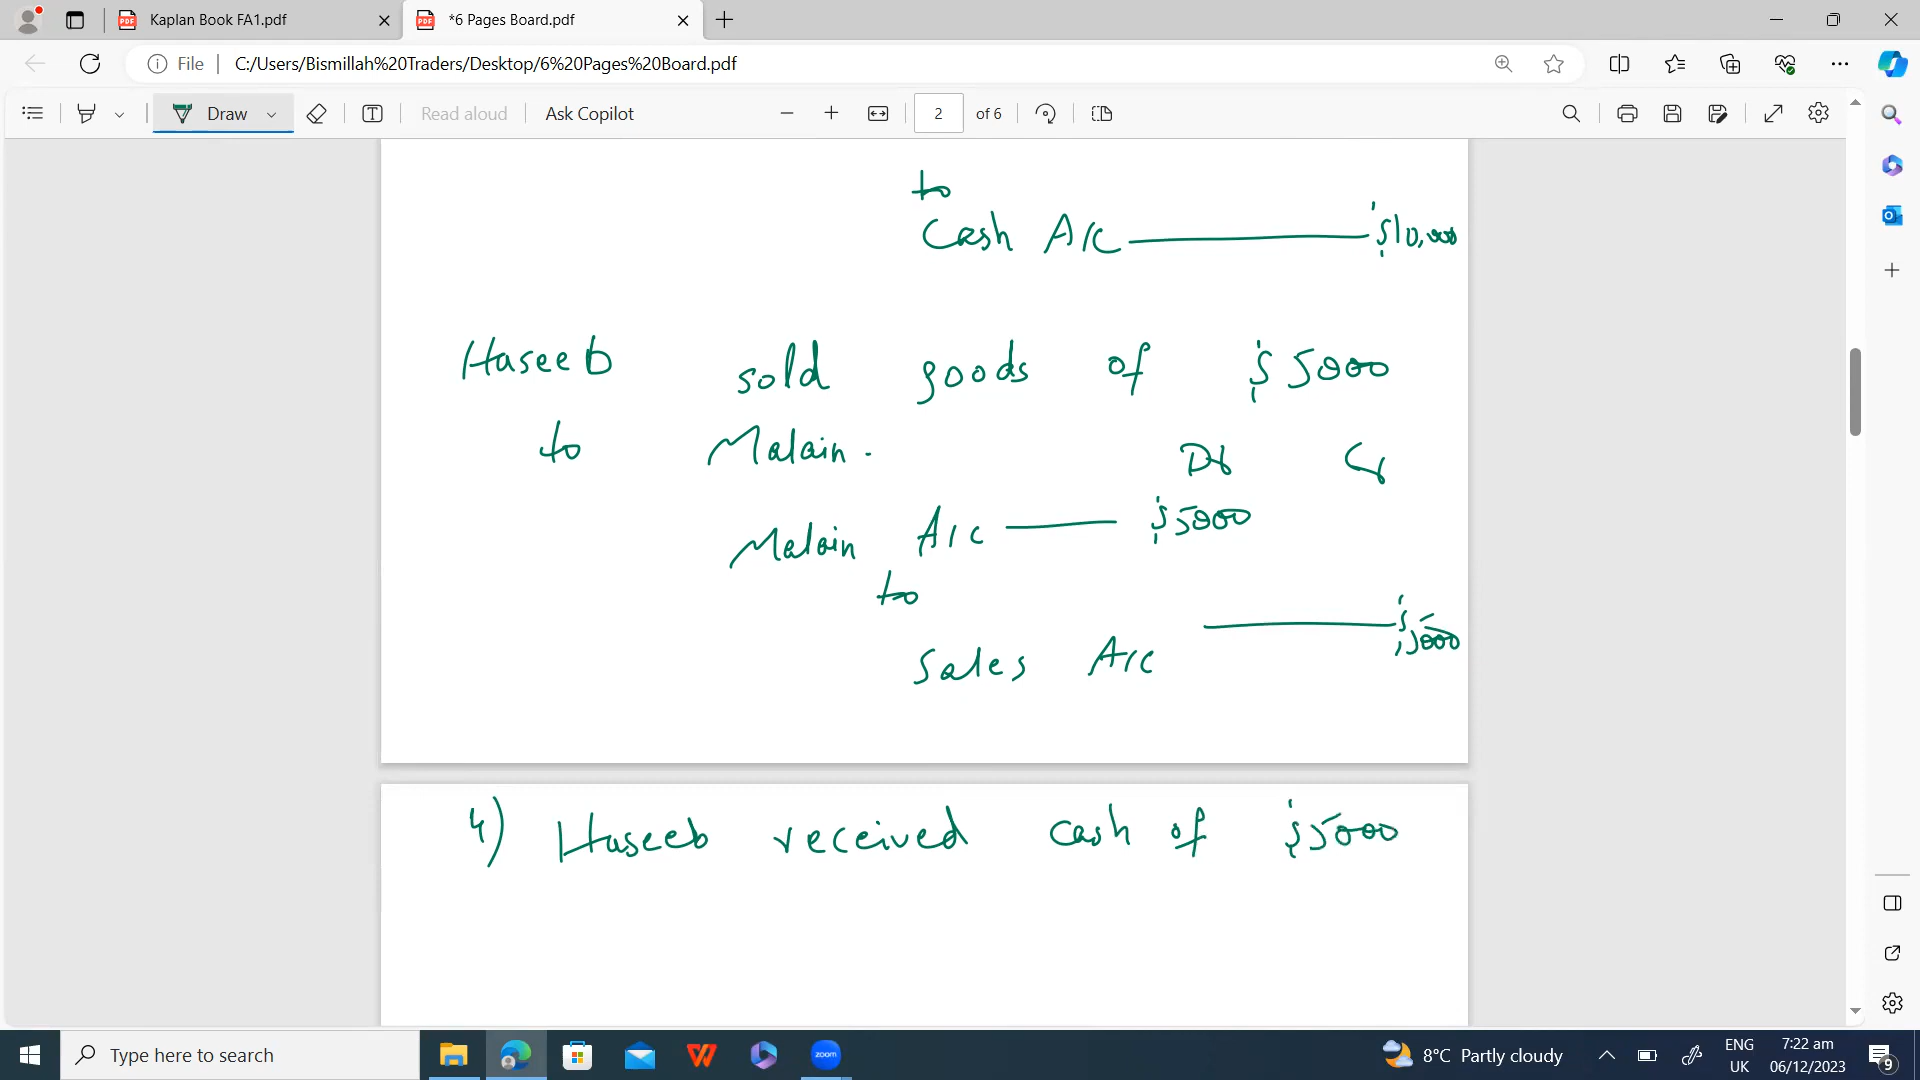 Kaplan Book FA1.pdf
*6 Pages Board.pdf
File
C:/Users/Bismillah%20Traders/Desktop/6%20Pages%20Board.pdf
Draw
Read aloud
Ask Copilot
2 of 6
to
Cash A/C $10,000
Haseeb sold goods of $5000
to Malain.
Dr Cr
Malain A/c $5000
to
Sales A/c $5000
4) Haseeb received cash of $5000
Type here to search
zoom
8°C Partly cloudy
ENG
UK
7:22 am
06/12/2023
9